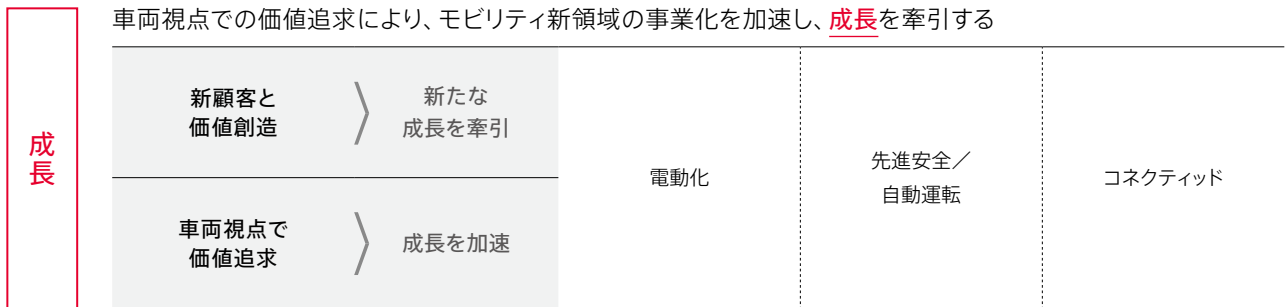 車両視点での価値追求により、モビリティ新領域の事業化を加速し、成長を牽引する
成長
新顧客と
価値創造
新たな
成長を牽引
車両視点で
価値追求
成長を加速
電動化
先進安全／
自動運転
コネクティッド